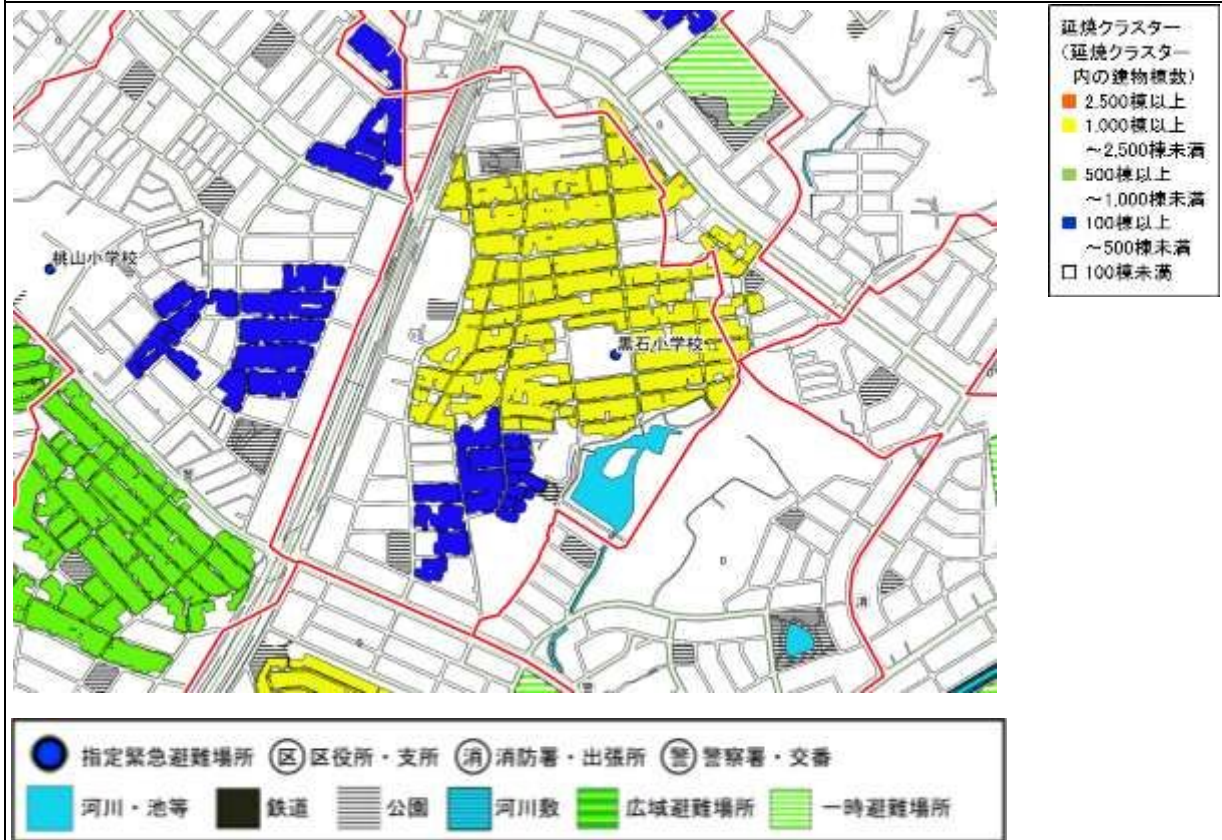 延焼クラスター
(延焼クラスター
内の建物棟数)
2,500棟以上
1,000棟以上
～2,500棟未満
500棟以上
～1,000棟未満
100棟以上
～500棟未満
100棟未満
桃山小学校
黒石小学校
消
指定緊急避難場所 区 区役所・支所 消 消防署・出張所 警 警察署・交番
河川・池等 鉄道 公園 河川敷 広域避難場所 一時避難場所